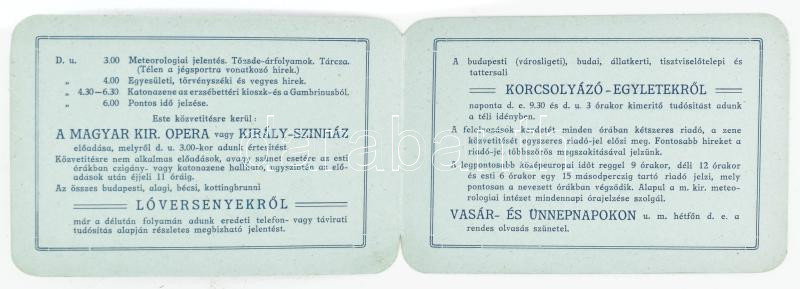 D. u. 3.00 Meteorologiai jelentés. Tőzsde-árfolyamok. Tárcza.
(Télen a jégsportra vonatkozó hirek.)
„ 4.00 Egyesületi, törvényszéki és vegyes hirek.
„ 4.30—6.30 Katonazene az erzsébettéri kioszk- és a Gambrinusból.
„ 6.00 Pontos idő jelzése.
Este közvetitésre kerül:
A MAGYAR KIR. OPERA vagy KIRÁLY-SZINHÁZ
előadása, melyről d. u. 3.00-kor adunk értesitést.
Közvetitésre nem alkalmas előadások, avagy szünet esetére az esti
órákban czigány- vagy katonazene hallható, ugyszintén az elő-
adások után éjjeli 11 óráig.
Az összes budapesti, alagi, bécsi, kottingbrunni
LÓVERSENYEKRŐL
már a délután folyamán adunk eredeti telefon- vagy távirati
tudósitás alapján részletes megbizható jelentést.
A budapesti (városligeti), budai, állatkerti, tisztviselőtelepi és
tattersali
KORCSOLYÁZÓ-EGYLETEKRŐL
naponta d. e. 9.30 és d. u. 3 órakor kimeritő tudósitást adunk
a téli idényben.
A felolvasások kezdetét minden órában kétszeres riadó, a zene
közvetitését egyszeres riadó-jel előzi meg. Fontosabb hireket a
riadó-jel többszörös megszakitásával jelzünk.
A legpontosabb középeuropai időt reggel 9 órakor, déli 12 órakor
és esti 6 órakor egy 15 másodperczig tartó riadó jelzi, mely
pontosan a nevezett órákban végződik. Alapul a m. kir. meteo-
rologiai intézet mindennapi órajelzése szolgál.
VASÁR- ÉS ÜNNEPNAPOKON u. m. hétfőn d. e. a
rendes olvasás szünetel.